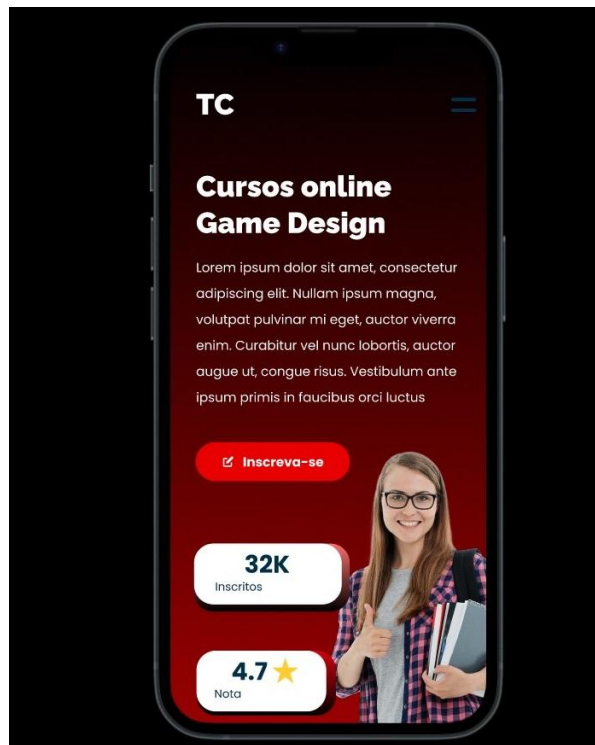 TC
Cursos online
Game Design
Lorem ipsum dolor sit amet, consectetur
adipiscing elit. Nullam ipsum magna,
volutpat pulvinar mi eget, auctor viverra
enim. Curabitur vel nunc lobortis, auctor
augue ut, congue risus. Vestibulum ante
ipsum primis in faucibus orci luctus
Inscreva-se
32K
Inscritos
4.7
Nota